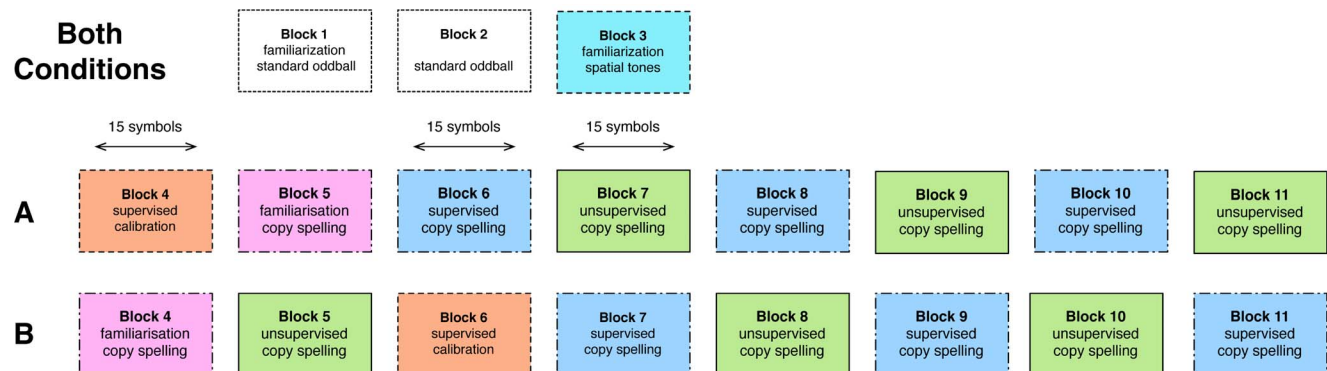 Both
Conditions
Block 1
familiarization
standard oddball
Block 2
standard oddball
Block 3
familiarization
spatial tones
15 symbols
15 symbols
15 symbols
A
Block 4
supervised
calibration
Block 5
familiarisation
copy spelling
Block 6
supervised
copy spelling
Block 7
unsupervised
copy spelling
Block 8
supervised
copy spelling
Block 9
unsupervised
copy spelling
Block 10
supervised
copy spelling
Block 11
unsupervised
copy spelling
B
Block 4
familiarisation
copy spelling
Block 5
unsupervised
copy spelling
Block 6
supervised
calibration
Block 7
supervised
copy spelling
Block 8
unsupervised
copy spelling
Block 9
supervised
copy spelling
Block 10
unsupervised
copy spelling
Block 11
supervised
copy spelling